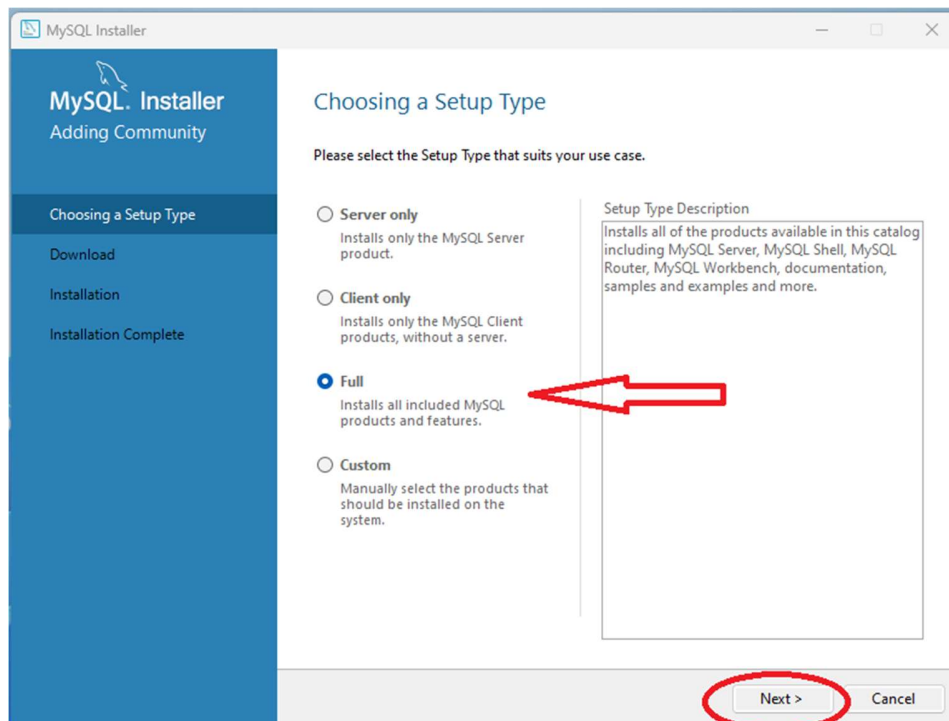 MySQL Installer
MySQL. Installer
Adding Community
Choosing a Setup Type
Download
Installation
Installation Complete
Choosing a Setup Type
Please select the Setup Type that suits your use case.
Server only
Installs only the MySQL Server
product.
Client only
Installs only the MySQL Client
products, without a server.
Full
Installs all included MySQL
products and features.
Custom
Manually select the products that
should be installed on the
system.
Setup Type Description
Installs all of the products available in this catalog
including MySQL Server, MySQL Shell, MySQL
Router, MySQL Workbench, documentation,
samples and examples and more.
Next >
Cancel